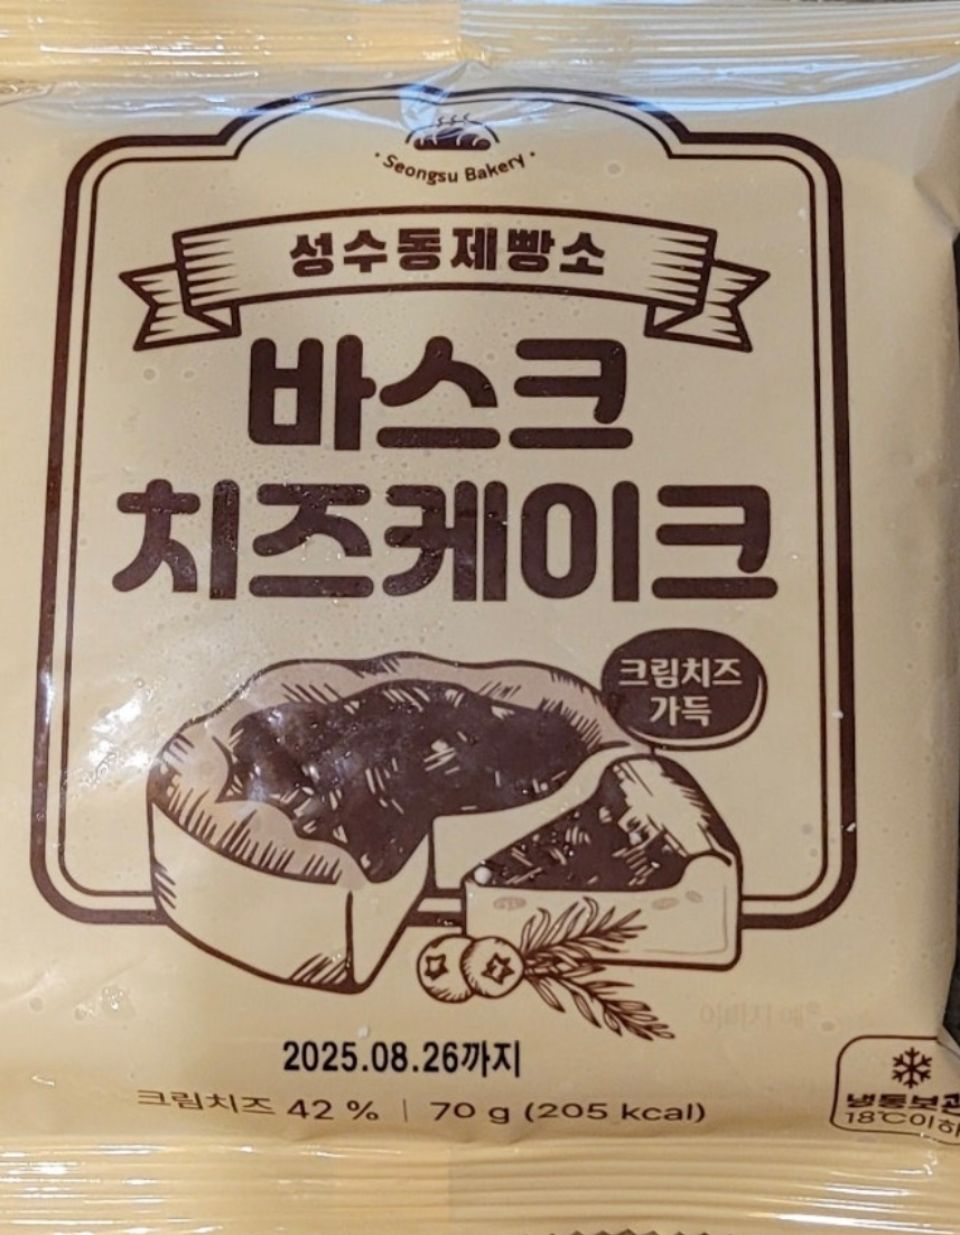 · Seongsu Bakery ·
성수동제빵소
바스크
치즈케이크
크림치즈
가득
2025.08.26까지
크림치즈 42 % | 70 g (205 kcal)
냉동보관
18℃이하